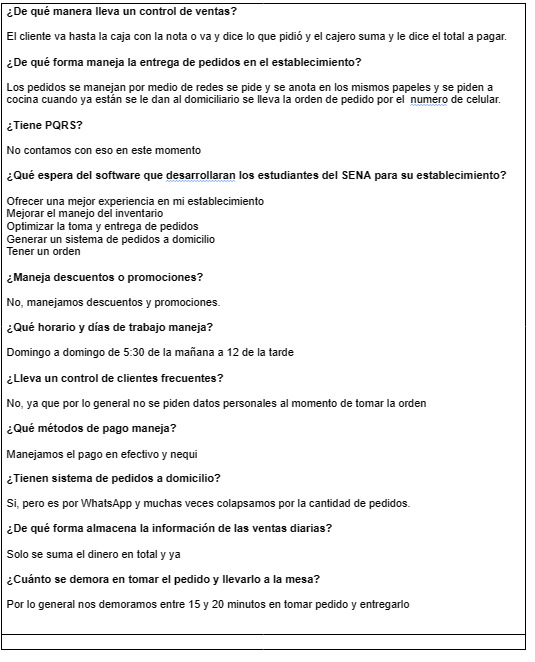 ¿De qué manera lleva un control de ventas?
El cliente va hasta la caja con la nota o va y dice lo que pidió y el cajero suma y le dice el total a pagar.
¿De qué forma maneja la entrega de pedidos en el establecimiento?
Los pedidos se manejan por medio de redes se pide y se anota en los mismos papeles y se piden a
cocina cuando ya están se le dan al domiciliario se lleva la orden de pedido por el numero de celular.
¿Tiene PQRS?
No contamos con eso en este momento
¿Qué espera del software que desarrollaran los estudiantes del SENA para su establecimiento?
Ofrecer una mejor experiencia en mi establecimiento
Mejorar el manejo del inventario
Optimizar la toma y entrega de pedidos
Generar un sistema de pedidos a domicilio
Tener un orden
¿Maneja descuentos o promociones?
No, manejamos descuentos y promociones.
¿Qué horario y días de trabajo maneja?
Domingo a domingo de 5:30 de la mañana a 12 de la tarde
¿Lleva un control de clientes frecuentes?
No, ya que por lo general no se piden datos personales al momento de tomar la orden
¿Qué métodos de pago maneja?
Manejamos el pago en efectivo y nequi
¿Tienen sistema de pedidos a domicilio?
Si, pero es por WhatsApp y muchas veces colapsamos por la cantidad de pedidos.
¿De qué forma almacena la información de las ventas diarias?
Solo se suma el dinero en total y ya
¿Cuánto se demora en tomar el pedido y llevarlo a la mesa?
Por lo general nos demoramos entre 15 y 20 minutos en tomar pedido y entregarlo